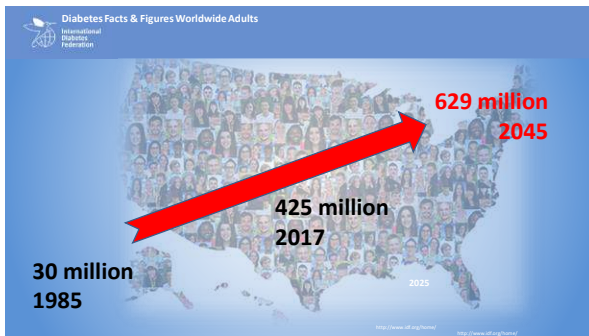 Diabetes Facts & Figures Worldwide Adults
International
Diabetes
Federation
629 million
2045
425 million
2017
30 million
1985
2025
http://www.idf.org/home/
http://www.idf.org/home/